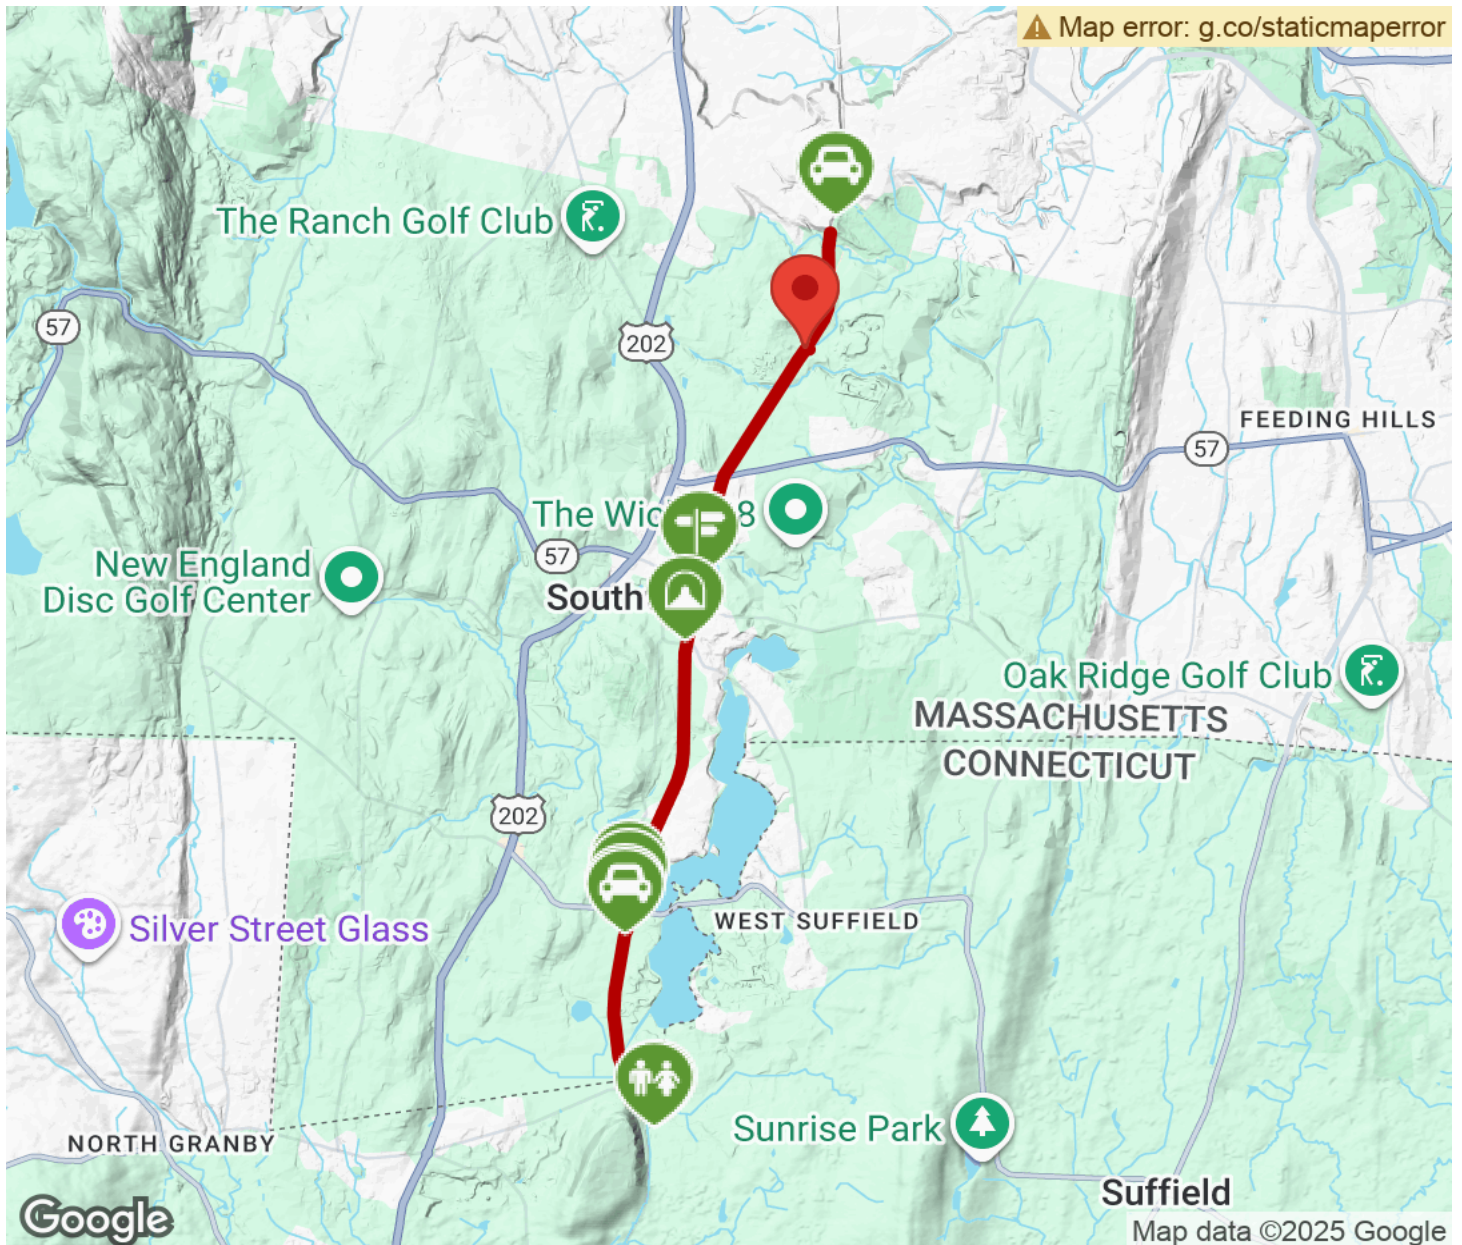 Map error: g.co/staticmaperror
The Ranch Golf Club
57
202
FEEDING HILLS
57
The Wic
8
57
New England
Disc Golf Center
South
Oak Ridge Golf Club
MASSACHUSETTS
CONNECTICUT
202
WEST SUFFIELD
Silver Street Glass
Sunrise Park
NORTH GRANBY
Suffield
Google
Map data ©2025 Google